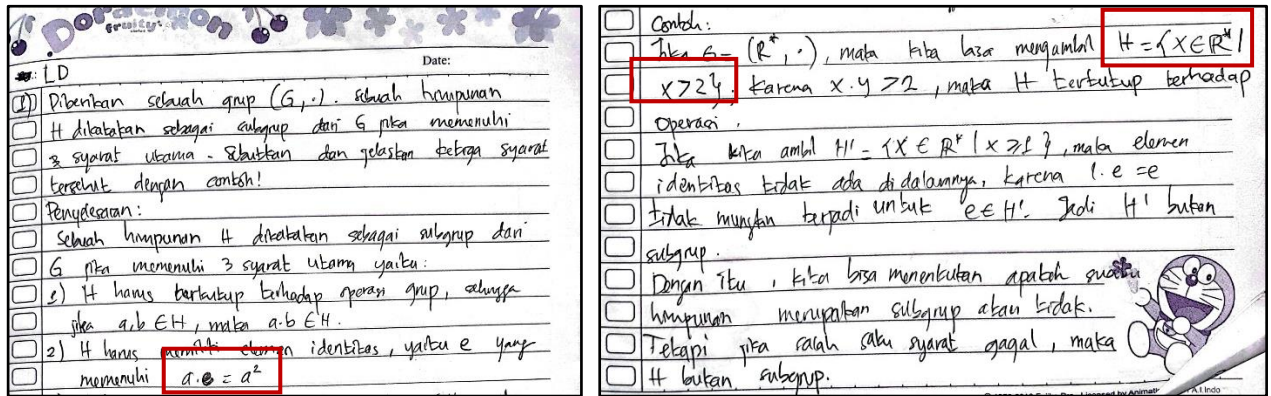 Doraemon
fruity
Date:
LD
1) Diberikan sebuah grup (G, ·). Sebuah himpunan
H dikatakan sebagai subgrup dari G jika memenuhi
3 syarat utama. Sebutkan dan jelaskan ketiga syarat
tersebut dengan contoh!
Penyelesaian:
Sebuah himpunan H dikatakan sebagai subgrup dari
G jika memenuhi 3 syarat utama yaitu:
1) H harus tertutup terhadap operasi grup, sehingga
jika a,b ∈ H, maka a·b ∈ H.
2) H harus memiliki elemen identitas, yaitu e yang
memenuhi a·e = a²
Contoh:
Jika G = (R*, ·), maka kita bisa mengambil H = {x ∈ R* |
x > 2}. Karena x·y > 2, maka H tertutup terhadap
operasi.
Jika kita ambil H' = {x ∈ R* | x > 1}, maka elemen
identitas tidak ada di dalamnya, karena 1·e = e
tidak mungkin terjadi untuk e ∈ H'. Jadi H' bukan
subgrup.
Dengan itu, kita bisa menentukan apakah suatu
himpunan merupakan subgrup atau tidak.
Tetapi jika salah satu syarat gagal, maka
H bukan subgrup.